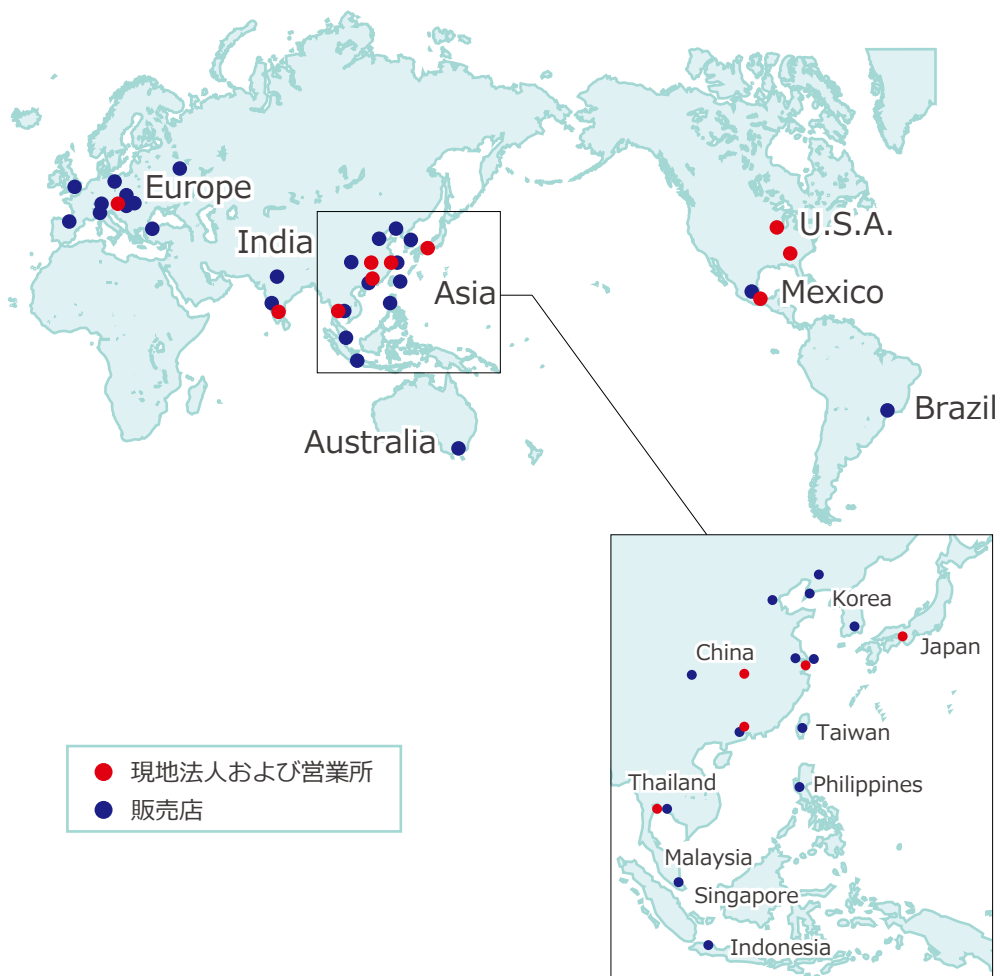 Europe
India
Asia
Australia
U.S.A.
Mexico
Brazil
Korea
Japan
China
Taiwan
Thailand
Philippines
Malaysia
Singapore
Indonesia
現地法人および営業所
販売店